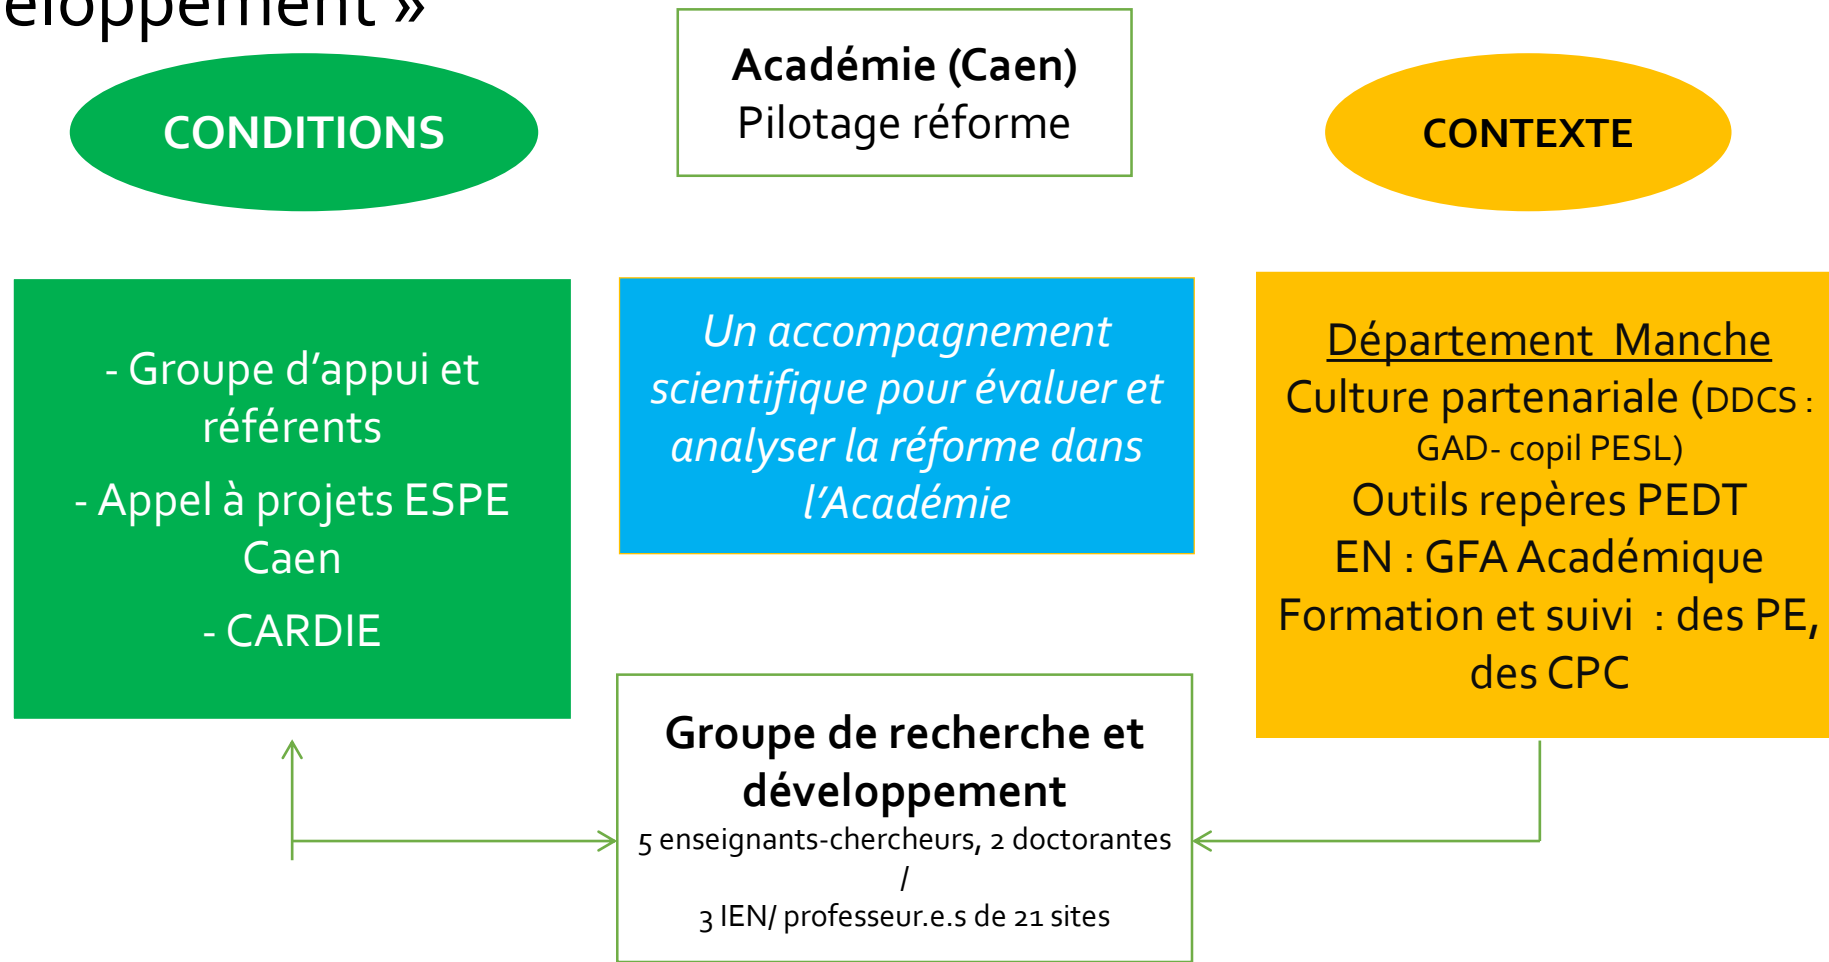 eloppement »
CONDITIONS
Académie (Caen)
Pilotage réforme
CONTEXTE
- Groupe d’appui et
référents
- Appel à projets ESPE
Caen
- CARDIE
Un accompagnement
scientifique pour évaluer et
analyser la réforme dans
l’Académie
Département Manche
Culture partenariale (DDCS :
GAD- copil PESL)
Outils repères PEDT
EN : GFA Académique
Formation et suivi : des PE,
des CPC
Groupe de recherche et
développement
5 enseignants-chercheurs, 2 doctorantes
/
3 IEN/ professeur.e.s de 21 sites